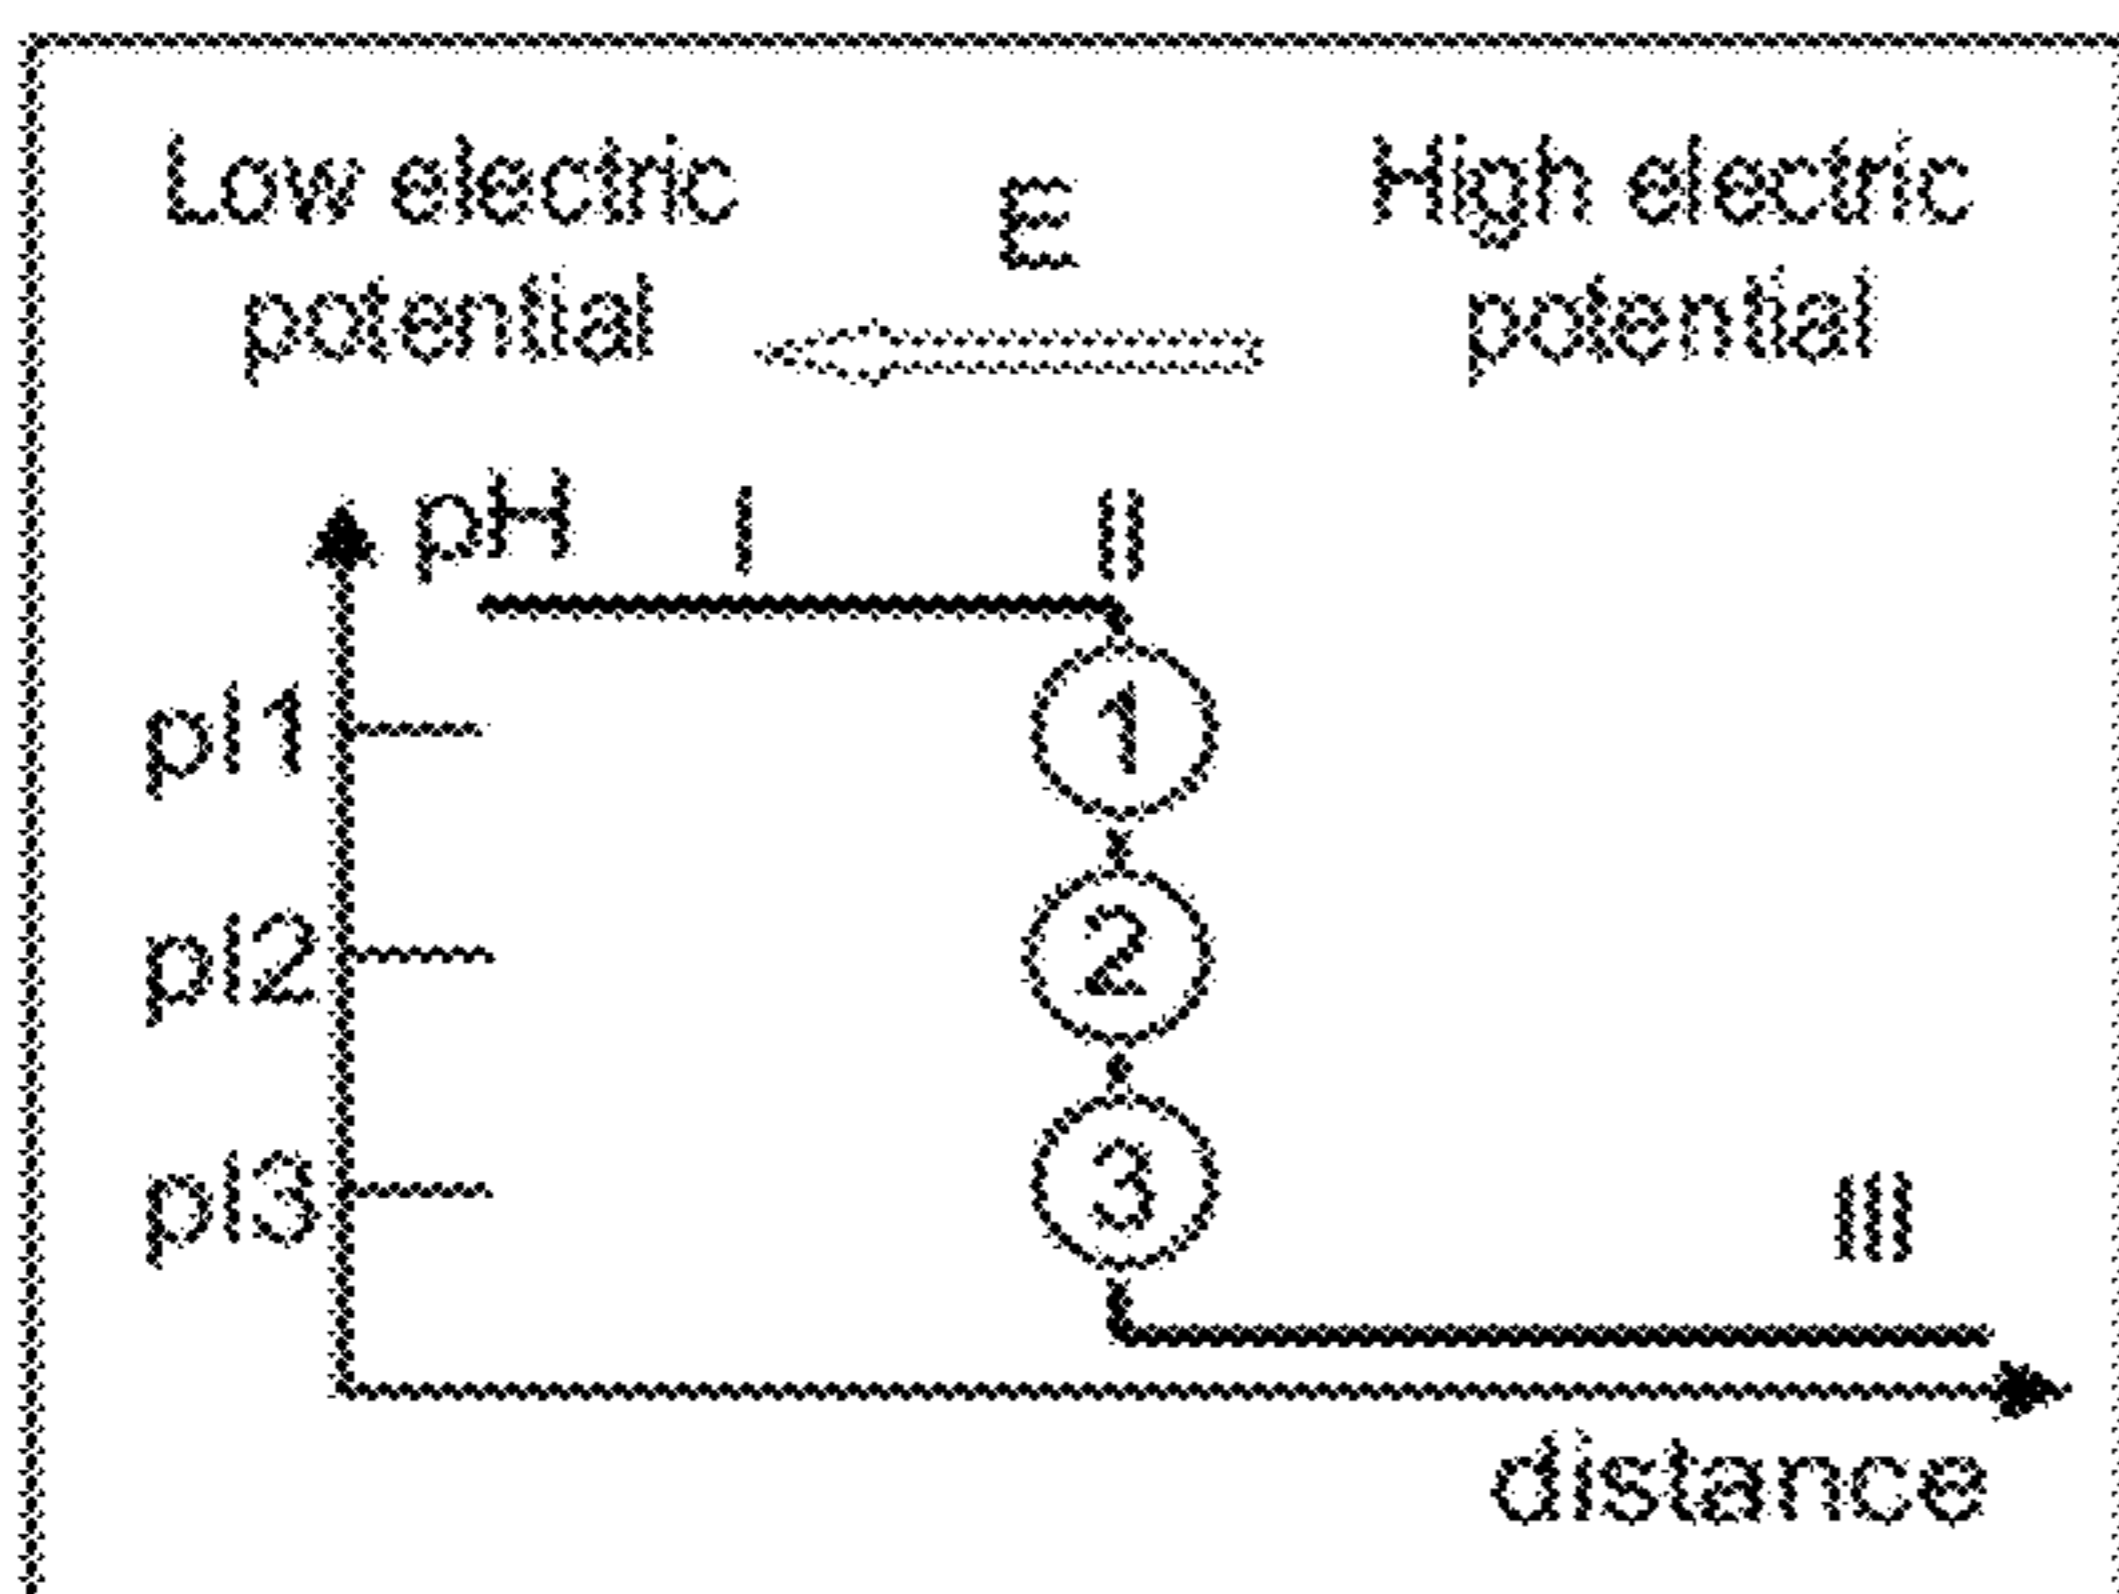 Low electric
potential
E
High electric
potential
pH
I
II
pI1
1
pI2
2
pI3
3
III
distance